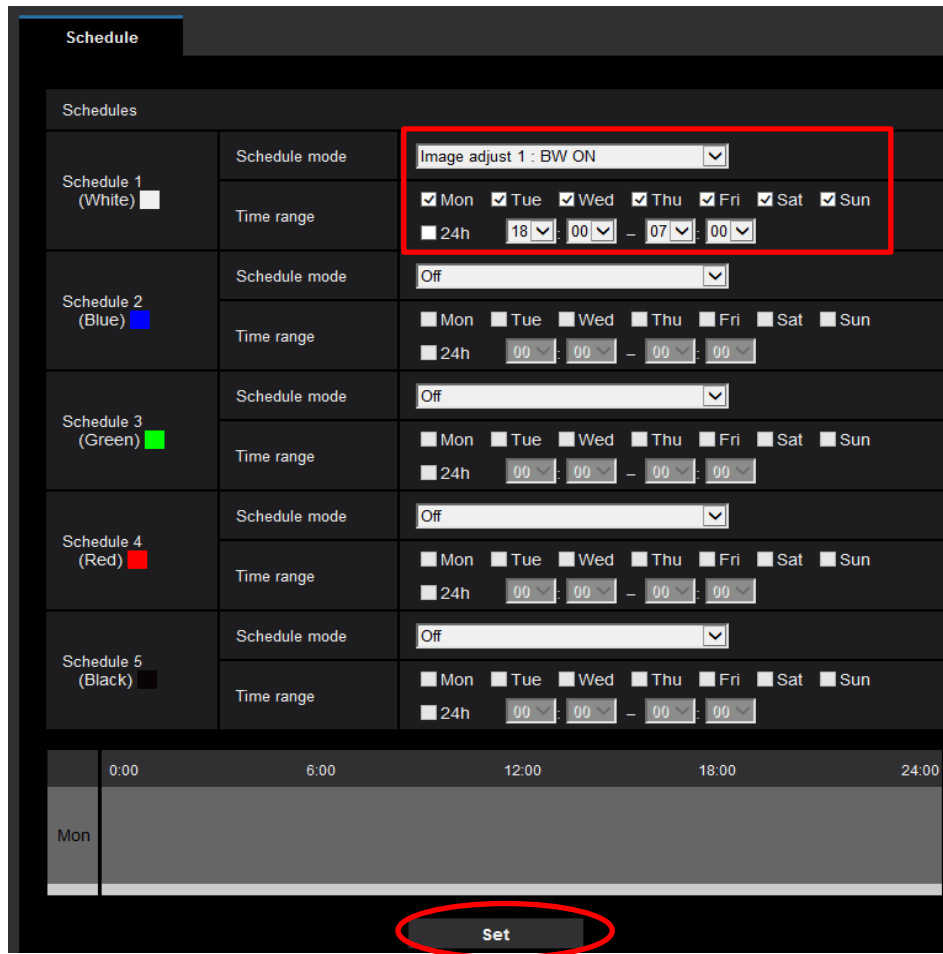 Schedule
Schedules
Schedule 1
(White)
Schedule mode
Image adjust 1 : BW ON
Time range
Mon Tue Wed Thu Fri Sat Sun
24h 18 : 00 – 07 : 00
Schedule 2
(Blue)
Schedule mode
Off
Time range
Mon Tue Wed Thu Fri Sat Sun
24h 00 : 00 – 00 : 00
Schedule 3
(Green)
Schedule mode
Off
Time range
Mon Tue Wed Thu Fri Sat Sun
24h 00 : 00 – 00 : 00
Schedule 4
(Red)
Schedule mode
Off
Time range
Mon Tue Wed Thu Fri Sat Sun
24h 00 : 00 – 00 : 00
Schedule 5
(Black)
Schedule mode
Off
Time range
Mon Tue Wed Thu Fri Sat Sun
24h 00 : 00 – 00 : 00
0:00 6:00 12:00 18:00 24:00
Mon
Set